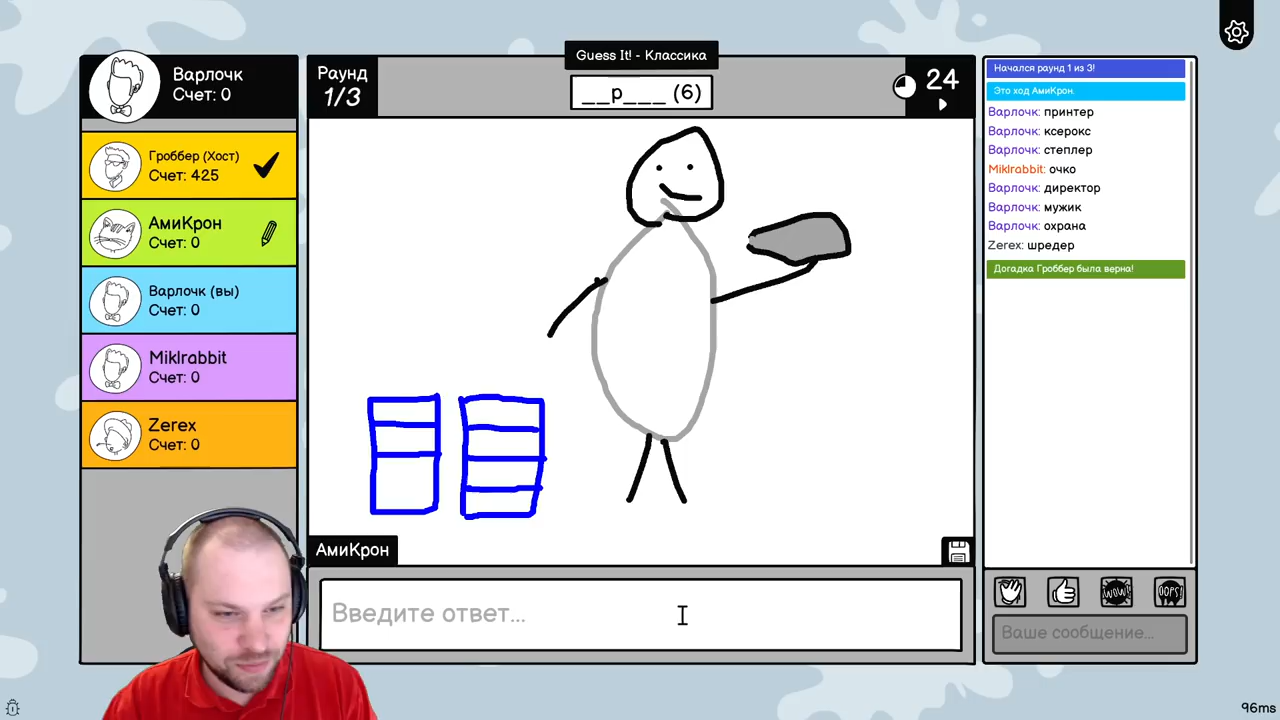 Guess It! - Классика
__р___ (6)
Раунд
1/3
24
Варлочк
Счет: 0
Гроббер (Хост)
Счет: 425
АмиКрон
Счет: 0
Варлочк (вы)
Счет: 0
Miklrabbit
Счет: 0
Zerex
Счет: 0
АмиКрон
Введите ответ...
Начался раунд 1 из 3!
Это ход АмиКрон.
Варлочк: принтер
Варлочк: ксерокс
Варлочк: степлер
Miklrabbit: очко
Варлочк: директор
Варлочк: мужик
Варлочк: охрана
Zerex: шредер
Догадка Гроббер была верна!
WOW!
OOPS!
Ваше сообщение...
96ms